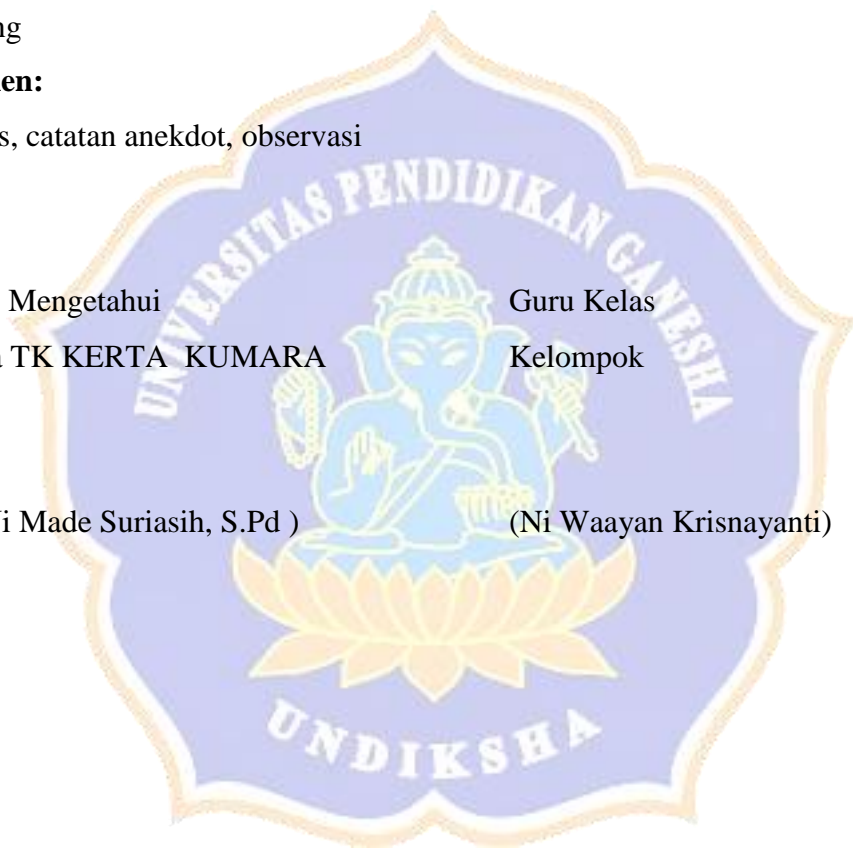 ng
en:
s, catatan anekdot, observasi
Mengetahui Guru Kelas
TK KERTA KUMARA Kelompok
i Made Suriasih, S.Pd ) (Ni Waayan Krisnayanti)
UNIVERSITAS PENDIDIKAN GANESHA
UNDIKSHA